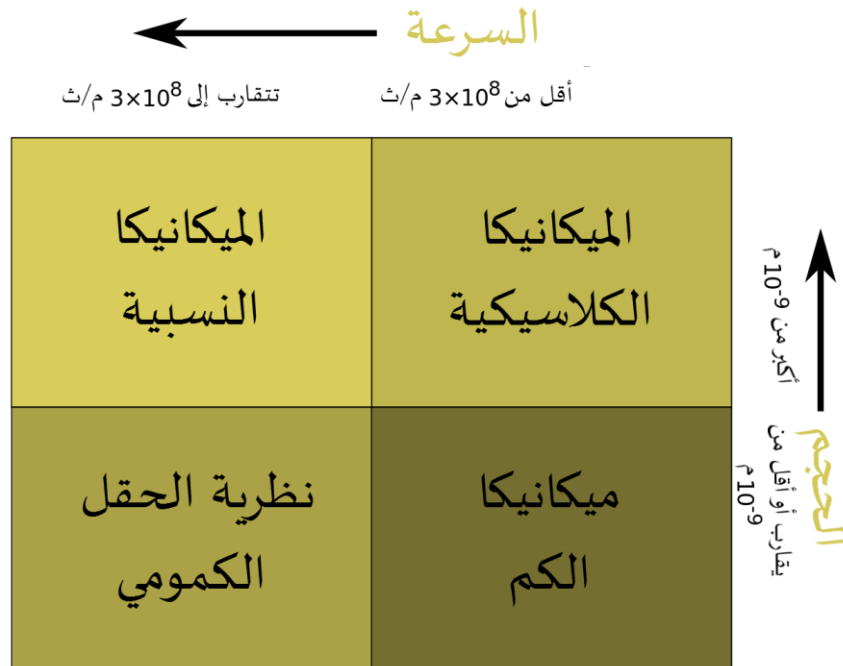 السرعة
أقل من 3×10⁸ م/ث
تتقارب إلى 3×10⁸ م/ث
الميكانيكا
الكلاسيكية
الميكانيكا
النسبية
أكبر من 10⁻⁹ م
الحجم
يقارب أو أقل من
10⁻⁹ م
ميكانيكا
الكم
نظرية الحقل
الكمومي